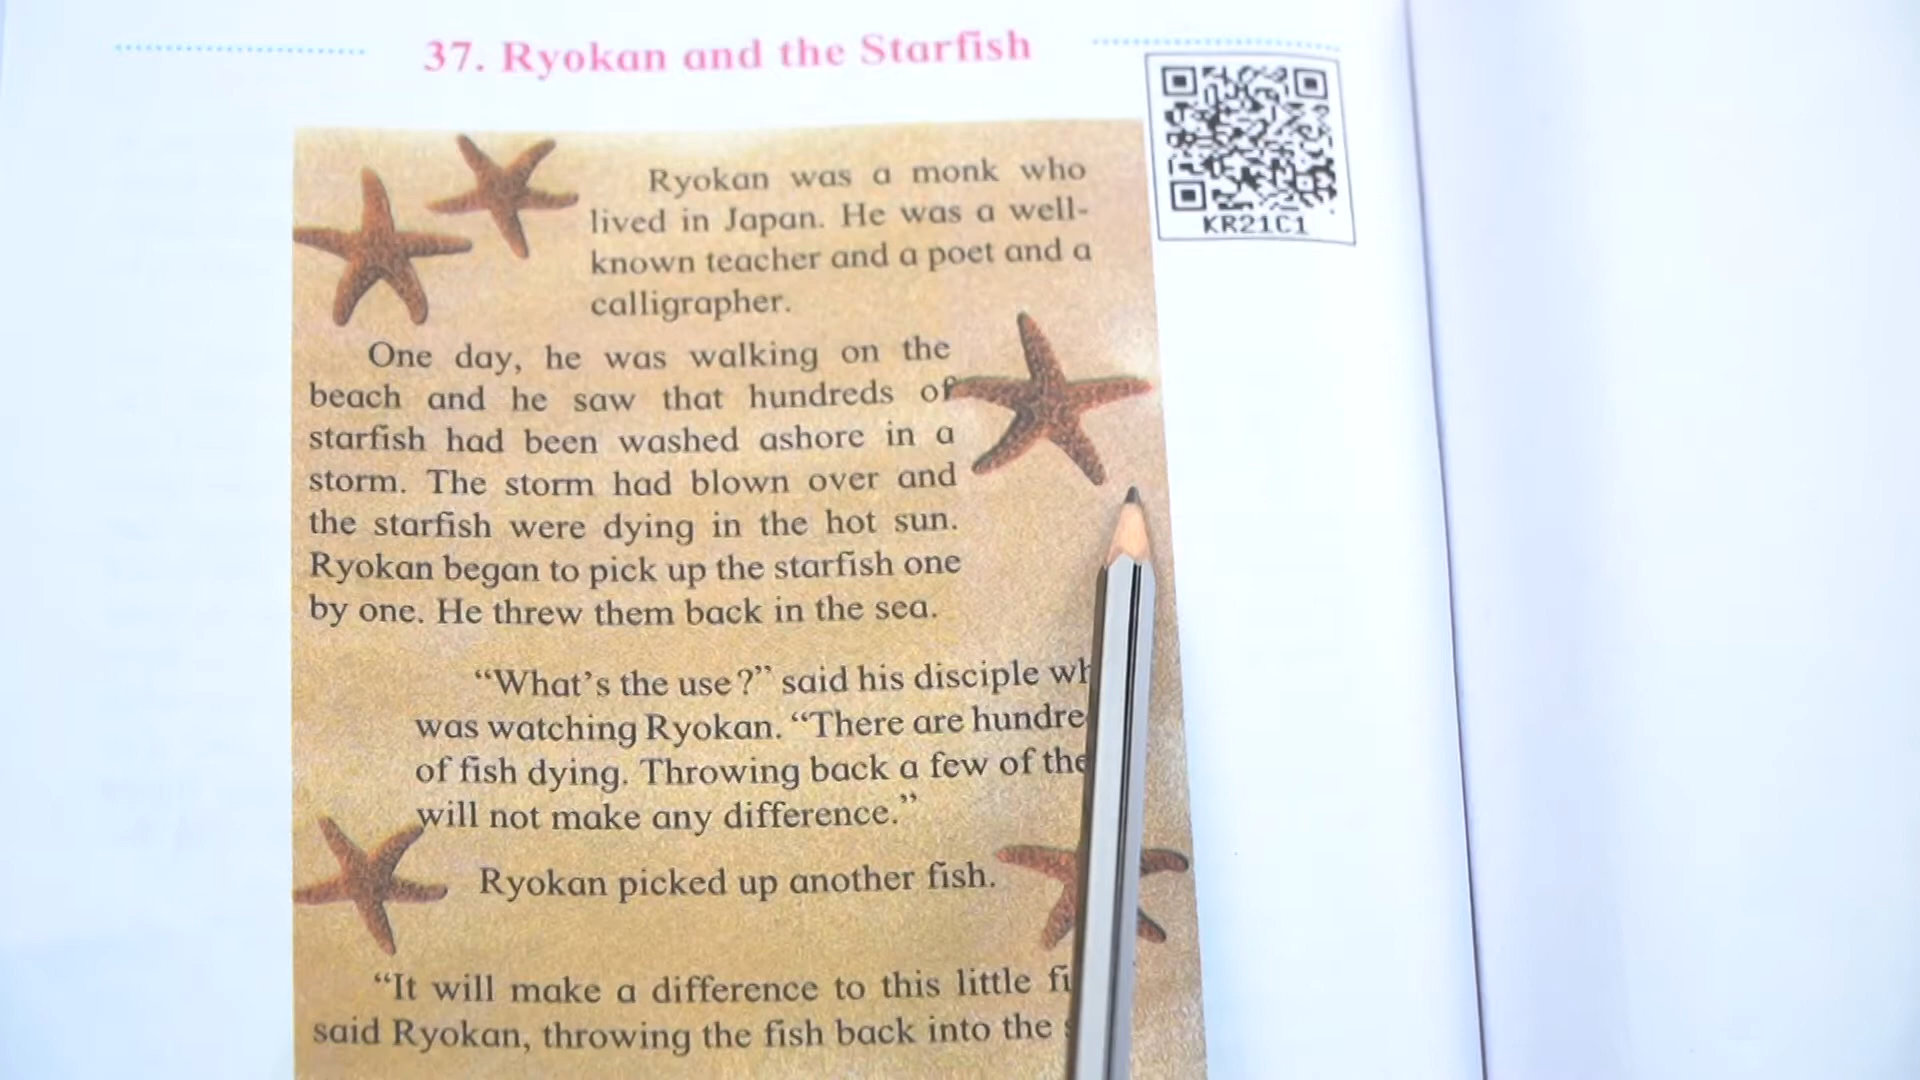 37. Ryokan and the Starfish
KR21C1
Ryokan was a monk who
lived in Japan. He was a well-
known teacher and a poet and a
calligrapher.
One day, he was walking on the
beach and he saw that hundreds of
starfish had been washed ashore in a
storm. The storm had blown over and
the starfish were dying in the hot sun.
Ryokan began to pick up the starfish one
by one. He threw them back in the sea.
“What’s the use?” said his disciple
was watching Ryokan. “There are
of fish dying. Throwing back a few of
will not make any difference.”
Ryokan picked up another fish.
“It will make a difference to this little
said Ryokan, throwing the fish back into the